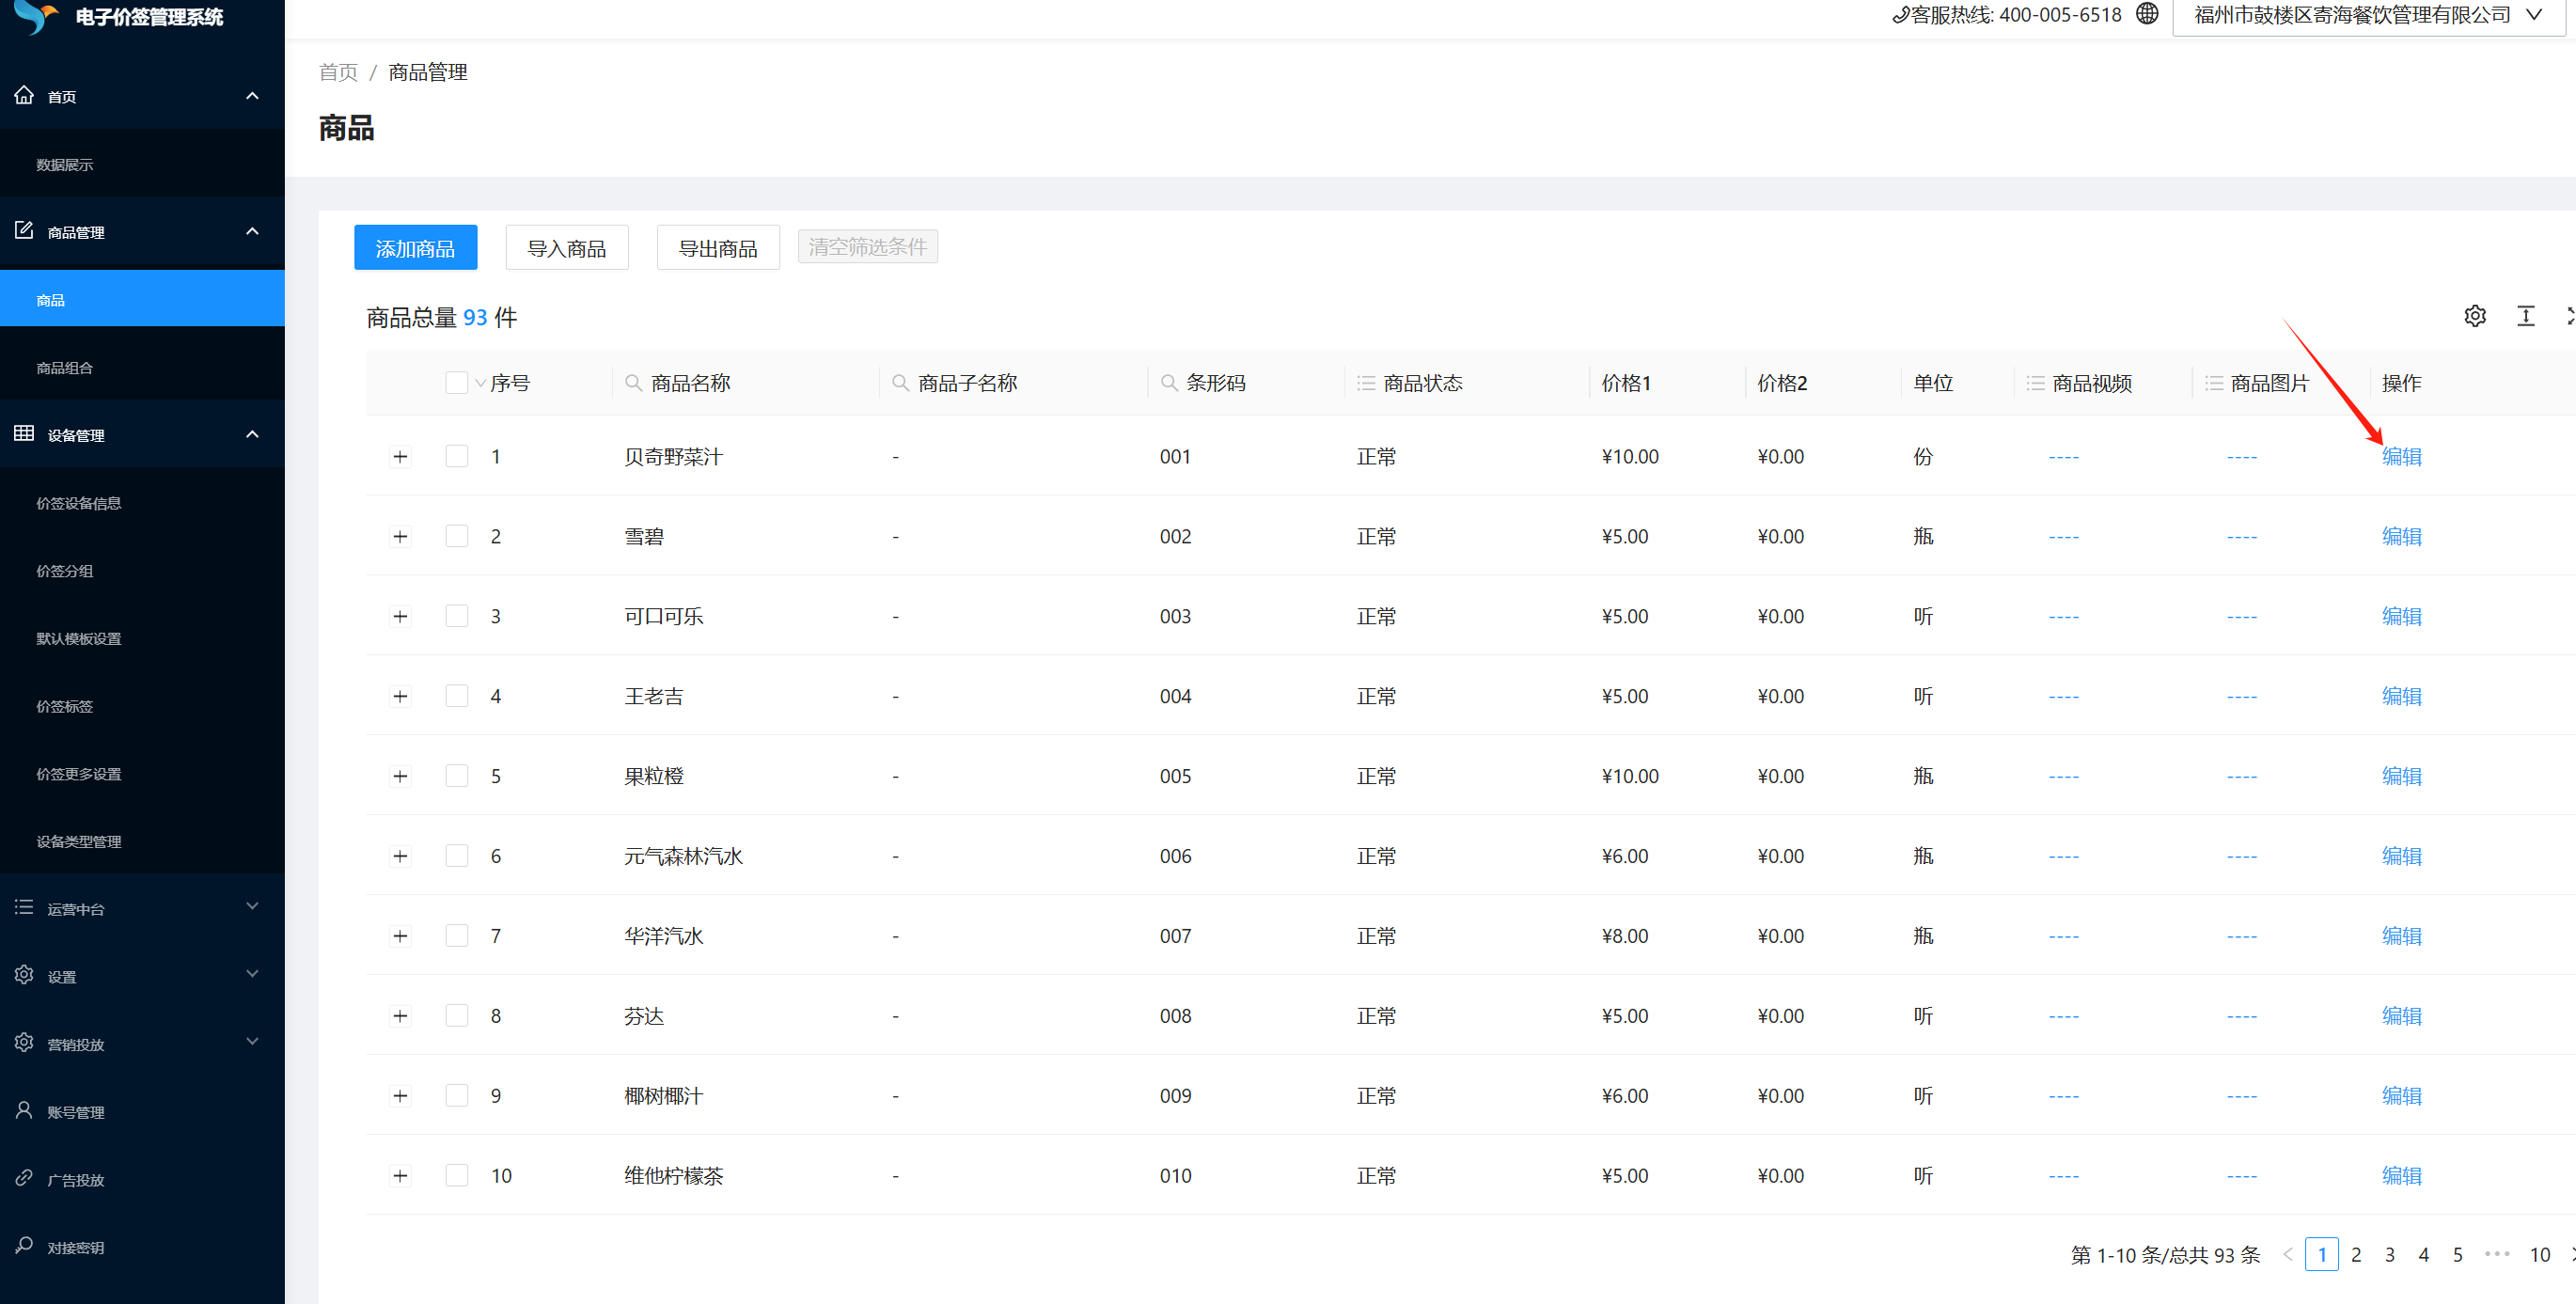 电子价签管理系统
客服热线: 400-005-6518
福州市鼓楼区寄海餐饮管理有限公司
首页
数据展示
商品管理
商品
商品组合
设备管理
价签设备信息
价签分组
默认模板设置
价签标签
价签更多设置
设备类型管理
运营中台
设置
营销投放
账号管理
广告投放
对接密钥
首页 / 商品管理
商品
添加商品 导入商品 导出商品 清空筛选条件
商品总量 93 件
序号 商品名称 商品子名称 条形码 商品状态 价格1 价格2 单位 商品视频 商品图片 操作
1 贝奇野菜汁 - 001 正常 ¥10.00 ¥0.00 份 ---- ---- 编辑
2 雪碧 - 002 正常 ¥5.00 ¥0.00 瓶 ---- ---- 编辑
3 可口可乐 - 003 正常 ¥5.00 ¥0.00 听 ---- ---- 编辑
4 王老吉 - 004 正常 ¥5.00 ¥0.00 听 ---- ---- 编辑
5 果粒橙 - 005 正常 ¥10.00 ¥0.00 瓶 ---- ---- 编辑
6 元气森林汽水 - 006 正常 ¥6.00 ¥0.00 瓶 ---- ---- 编辑
7 华洋汽水 - 007 正常 ¥8.00 ¥0.00 瓶 ---- ---- 编辑
8 芬达 - 008 正常 ¥5.00 ¥0.00 听 ---- ---- 编辑
9 椰树椰汁 - 009 正常 ¥6.00 ¥0.00 听 ---- ---- 编辑
10 维他柠檬茶 - 010 正常 ¥5.00 ¥0.00 听 ---- ---- 编辑
第 1-10 条/总共 93 条 < 1 2 3 4 5 ••• 10 >